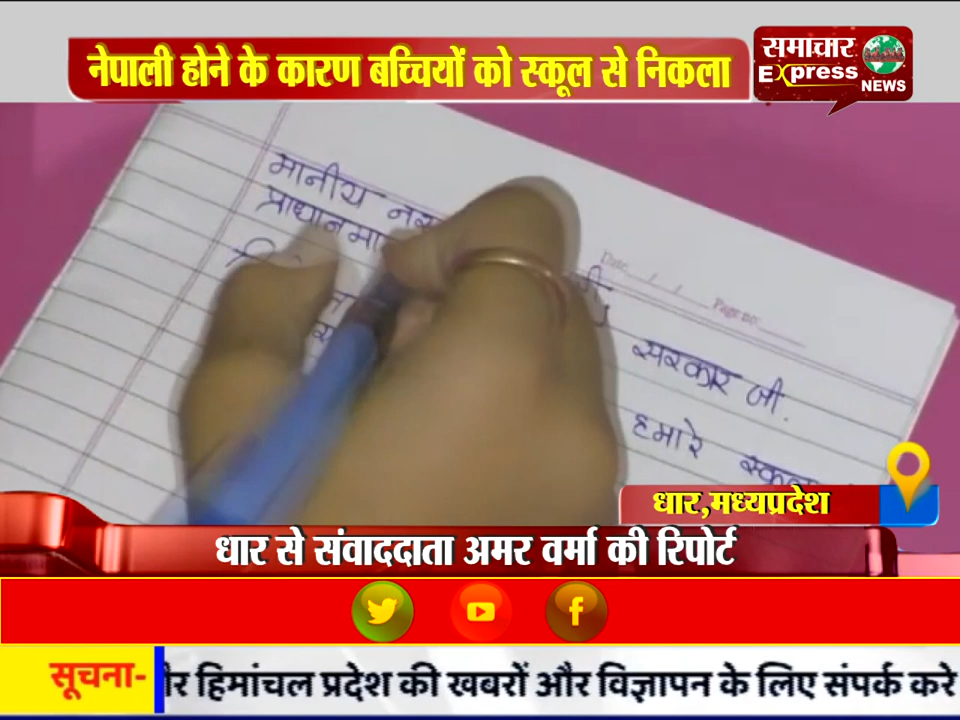 नेपाली होने के कारण बच्चियों को स्कूल से निकला
समाचार
Express
NEWS
मानीय
प्राधानमा
Date / /
Page no
सरकार जी.
हमारे स्कूल
धार,मध्यप्रदेश
धार से संवाददाता अमर वर्मा की रिपोर्ट
सूचना- र हिमांचल प्रदेश की खबरों और विज्ञापन के लिए संपर्क करे